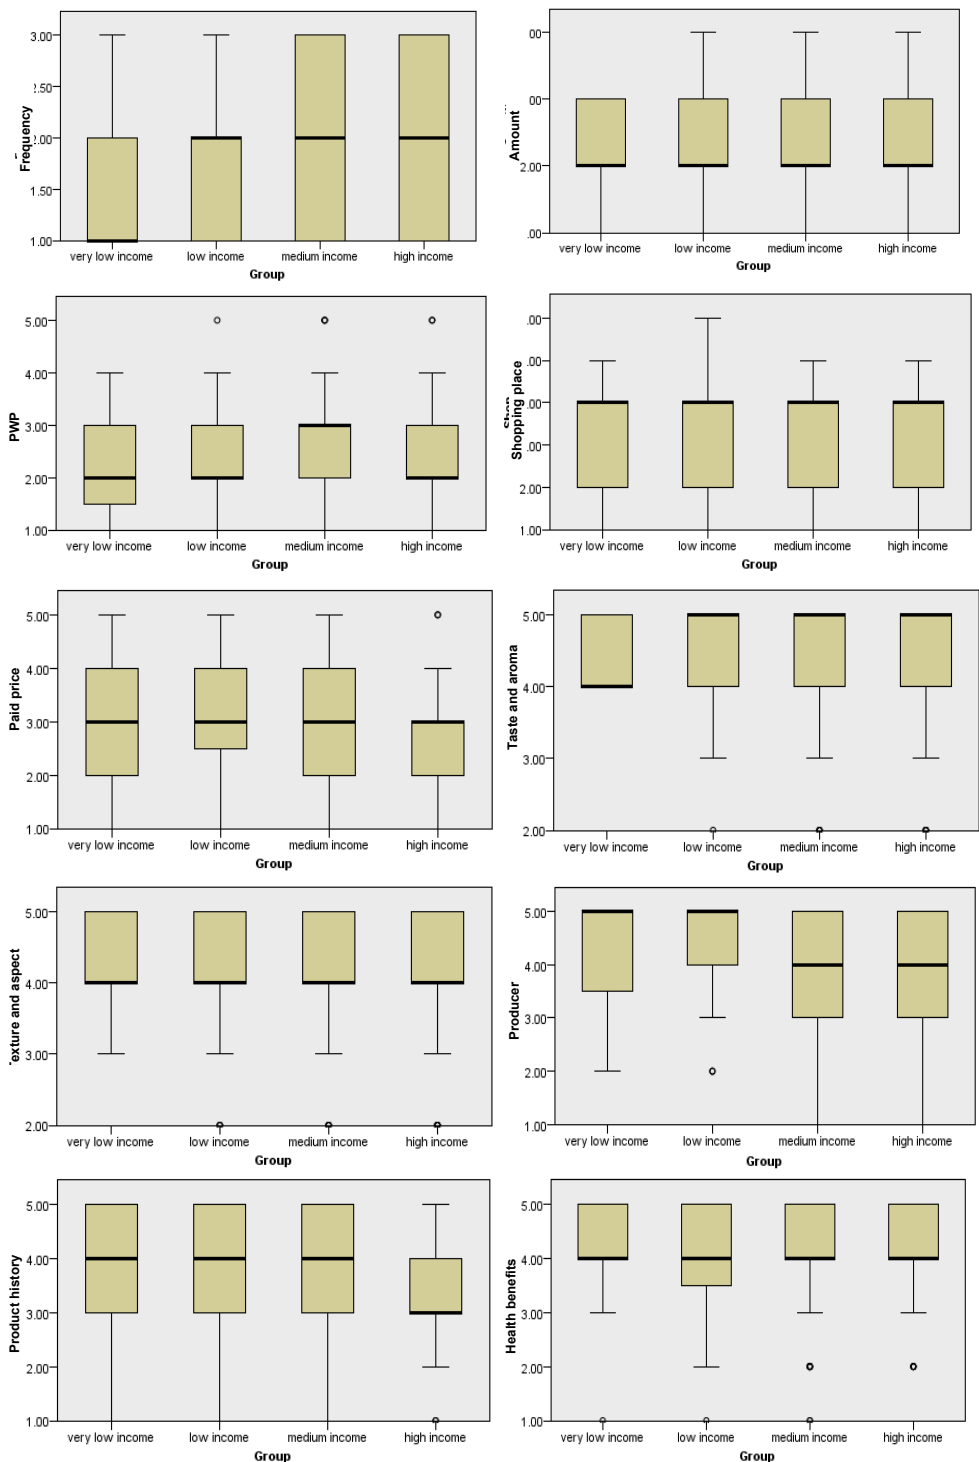 3.00
2.50
2.00
1.50
1.00
Frequency
very low income low income medium income high income
Group
.00
.00
2.00
.00
Amount
very low income low income medium income high income
Group
5.00
4.00
3.00
2.00
1.00
PWP
very low income low income medium income high income
Group
.00
.00
.00
.00
2.00
1.00
Shopping place
very low income low income medium income high income
Group
5.00
4.00
3.00
2.00
1.00
Paid price
very low income low income medium income high income
Group
5.00
4.00
3.00
2.00
Taste and aroma
very low income low income medium income high income
Group
5.00
4.00
3.00
2.00
Texture and aspect
very low income low income medium income high income
Group
5.00
4.00
3.00
2.00
1.00
Producer
very low income low income medium income high income
Group
5.00
4.00
3.00
2.00
1.00
Product history
very low income low income medium income high income
Group
5.00
4.00
3.00
2.00
1.00
Health benefits
very low income low income medium income high income
Group